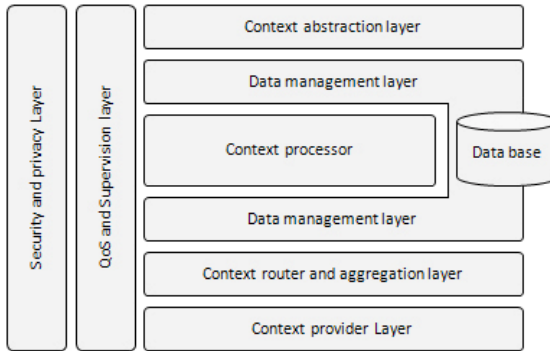 Security and privacy Layer
QoS and Supervision layer
Context abstraction layer
Data management layer
Context processor
Data base
Data management layer
Context router and aggregation layer
Context provider Layer